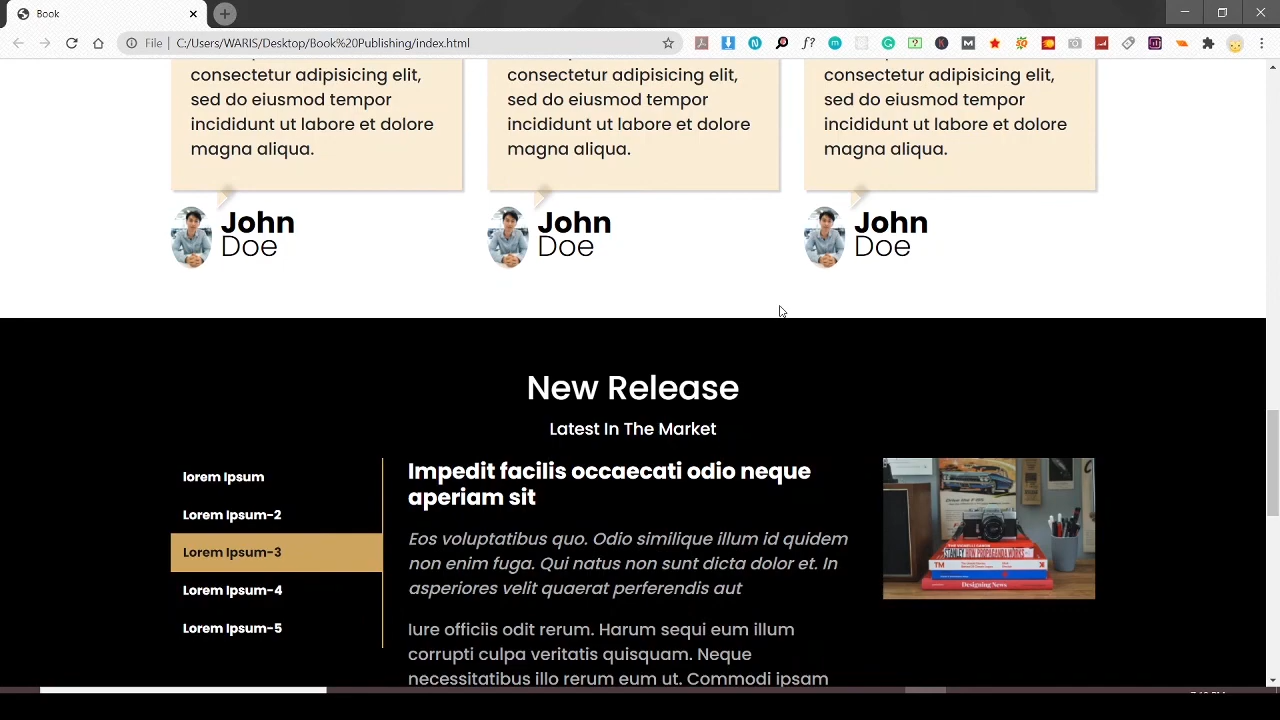 Book
File
C:/Users/WARIS/Desktop/Book%20Publishing/index.html
consectetur adipisicing elit,
sed do eiusmod tempor
incididunt ut labore et dolore
magna aliqua.
John
Doe
consectetur adipisicing elit,
sed do eiusmod tempor
incididunt ut labore et dolore
magna aliqua.
John
Doe
consectetur adipisicing elit,
sed do eiusmod tempor
incididunt ut labore et dolore
magna aliqua.
John
Doe
New Release
Latest In The Market
lorem Ipsum
Lorem Ipsum-2
Lorem Ipsum-3
Lorem Ipsum-4
Lorem Ipsum-5
Impedit facilis occaecati odio neque
aperiam sit
Eos voluptatibus quo. Odio similique illum id quidem
non enim fuga. Qui natus non sunt dicta dolor et. In
asperiores velit quaerat perferendis aut
Iure officiis odit rerum. Harum sequi eum illum
corrupti culpa veritatis quisquam. Neque
necessitatibus illo rerum eum ut. Commodi ipsam
Designing News